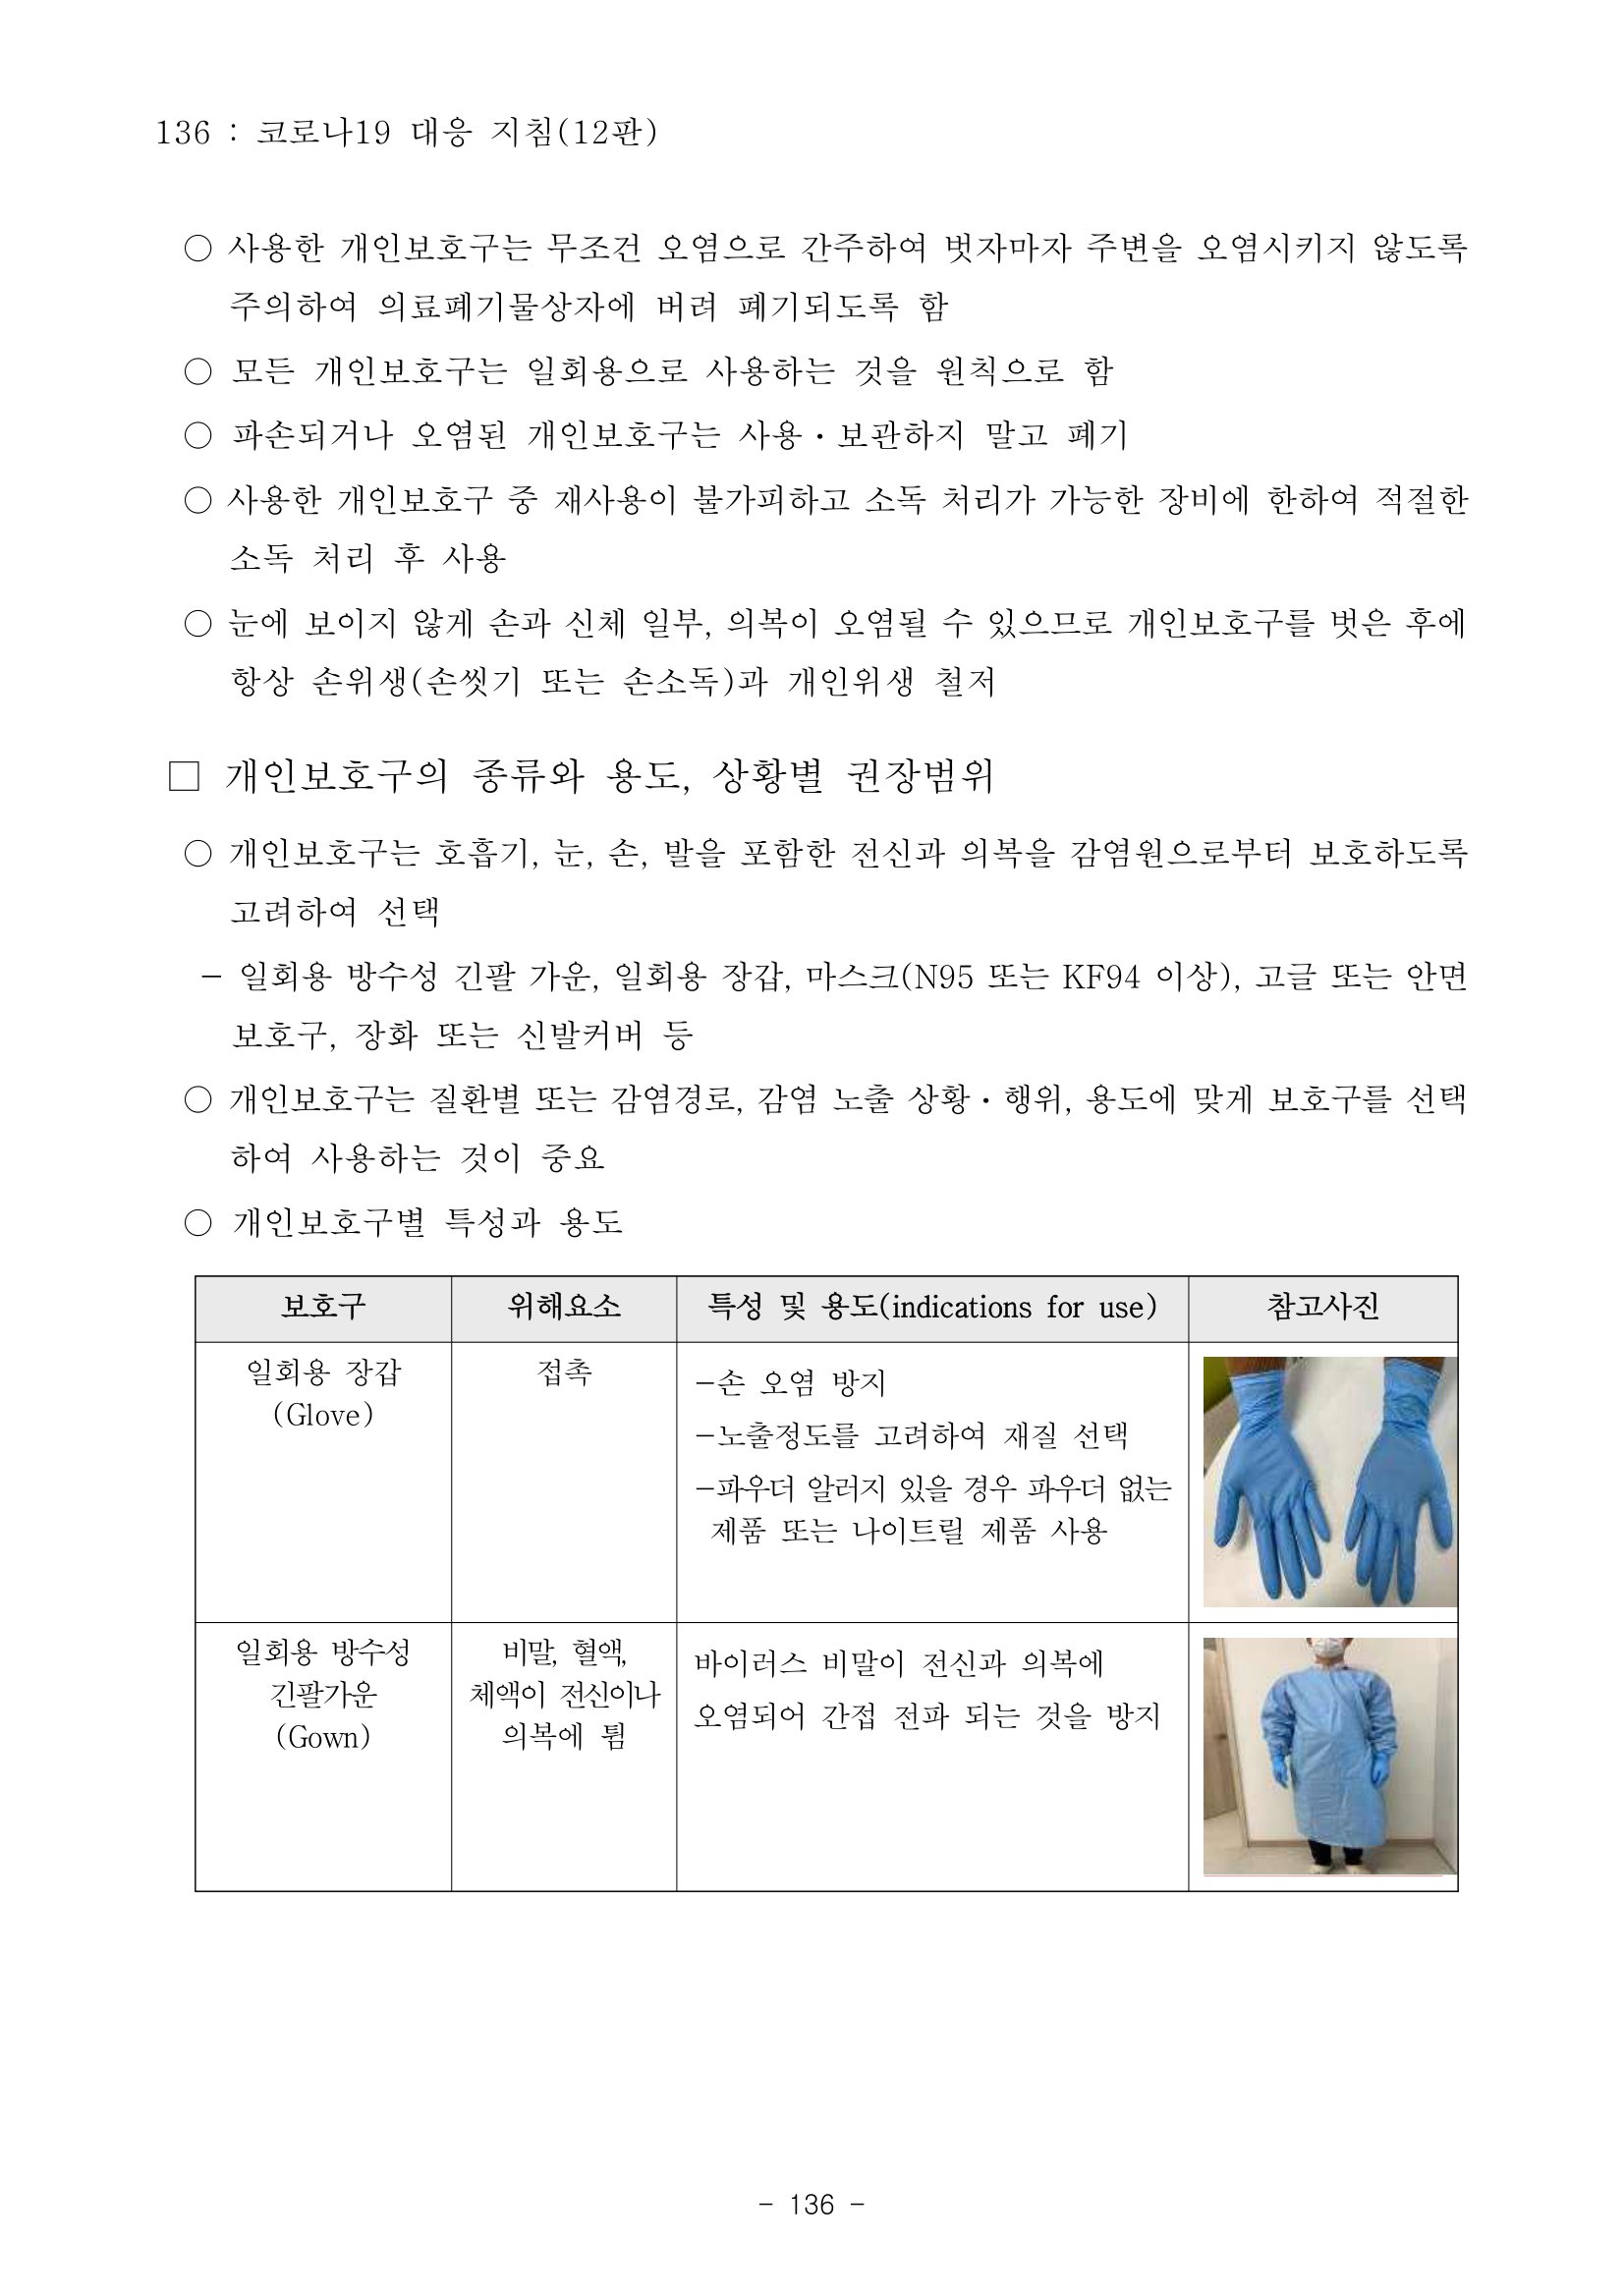 136 : 코로나19 대응 지침(12판)
○ 사용한 개인보호구는 무조건 오염으로 간주하여 벗자마자 주변을 오염시키지 않도록
주의하여 의료폐기물상자에 버려 폐기되도록 함
○ 모든 개인보호구는 일회용으로 사용하는 것을 원칙으로 함
○ 파손되거나 오염된 개인보호구는 사용·보관하지 말고 폐기
○ 사용한 개인보호구 중 재사용이 불가피하고 소독 처리가 가능한 장비에 한하여 적절한
소독 처리 후 사용
○ 눈에 보이지 않게 손과 신체 일부, 의복이 오염될 수 있으므로 개인보호구를 벗은 후에
항상 손위생(손씻기 또는 손소독)과 개인위생 철저
□ 개인보호구의 종류와 용도, 상황별 권장범위
○ 개인보호구는 호흡기, 눈, 손, 발을 포함한 전신과 의복을 감염원으로부터 보호하도록
고려하여 선택
- 일회용 방수성 긴팔 가운, 일회용 장갑, 마스크(N95 또는 KF94 이상), 고글 또는 안면
보호구, 장화 또는 신발커버 등
○ 개인보호구는 질환별 또는 감염경로, 감염 노출 상황·행위, 용도에 맞게 보호구를 선택
하여 사용하는 것이 중요
○ 개인보호구별 특성과 용도
보호구 위해요소 특성 및 용도(indications for use) 참고사진
일회용 장갑
(Glove)
접촉
-손 오염 방지
-노출정도를 고려하여 재질 선택
-파우더 알러지 있을 경우 파우더 없는
제품 또는 나이트릴 제품 사용
일회용 방수성
긴팔가운
(Gown)
비말, 혈액,
체액이 전신이나
의복에 튐
바이러스 비말이 전신과 의복에
오염되어 간접 전파 되는 것을 방지
- 136 -